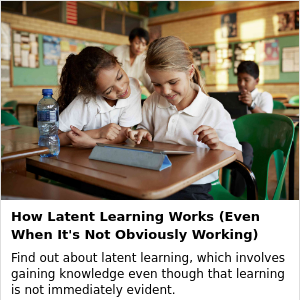 How Latent Learning Works (Even
When It's Not Obviously Working)
Find out about latent learning, which involves
gaining knowledge even though that learning
is not immediately evident.